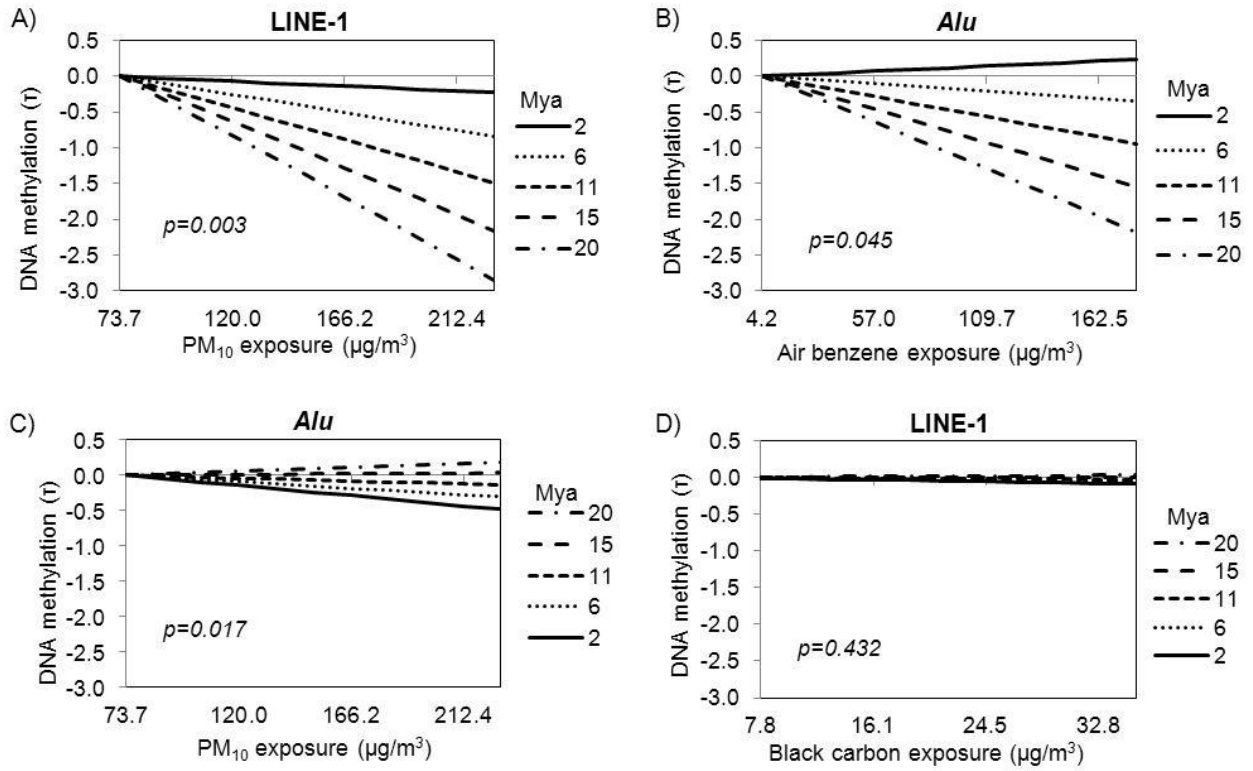 A)
LINE-1
0.5
0.0
-0.5
-1.0
-1.5
-2.0
-2.5
-3.0
DNA methylation (τ)
p=0.003
73.7 120.0 166.2 212.4
PM₁₀ exposure (µg/m³)
Mya
2
6
11
15
20
B)
Alu
0.5
0.0
-0.5
-1.0
-1.5
-2.0
-2.5
-3.0
DNA methylation (τ)
p=0.045
4.2 57.0 109.7 162.5
Air benzene exposure (µg/m³)
Mya
2
6
11
15
20
C)
Alu
0.5
0.0
-0.5
-1.0
-1.5
-2.0
-2.5
-3.0
DNA methylation (τ)
p=0.017
73.7 120.0 166.2 212.4
PM₁₀ exposure (µg/m³)
Mya
20
15
11
6
2
D)
LINE-1
0.5
0.0
-0.5
-1.0
-1.5
-2.0
-2.5
-3.0
DNA methylation (τ)
p=0.432
7.8 16.1 24.5 32.8
Black carbon exposure (µg/m³)
Mya
20
15
11
6
2